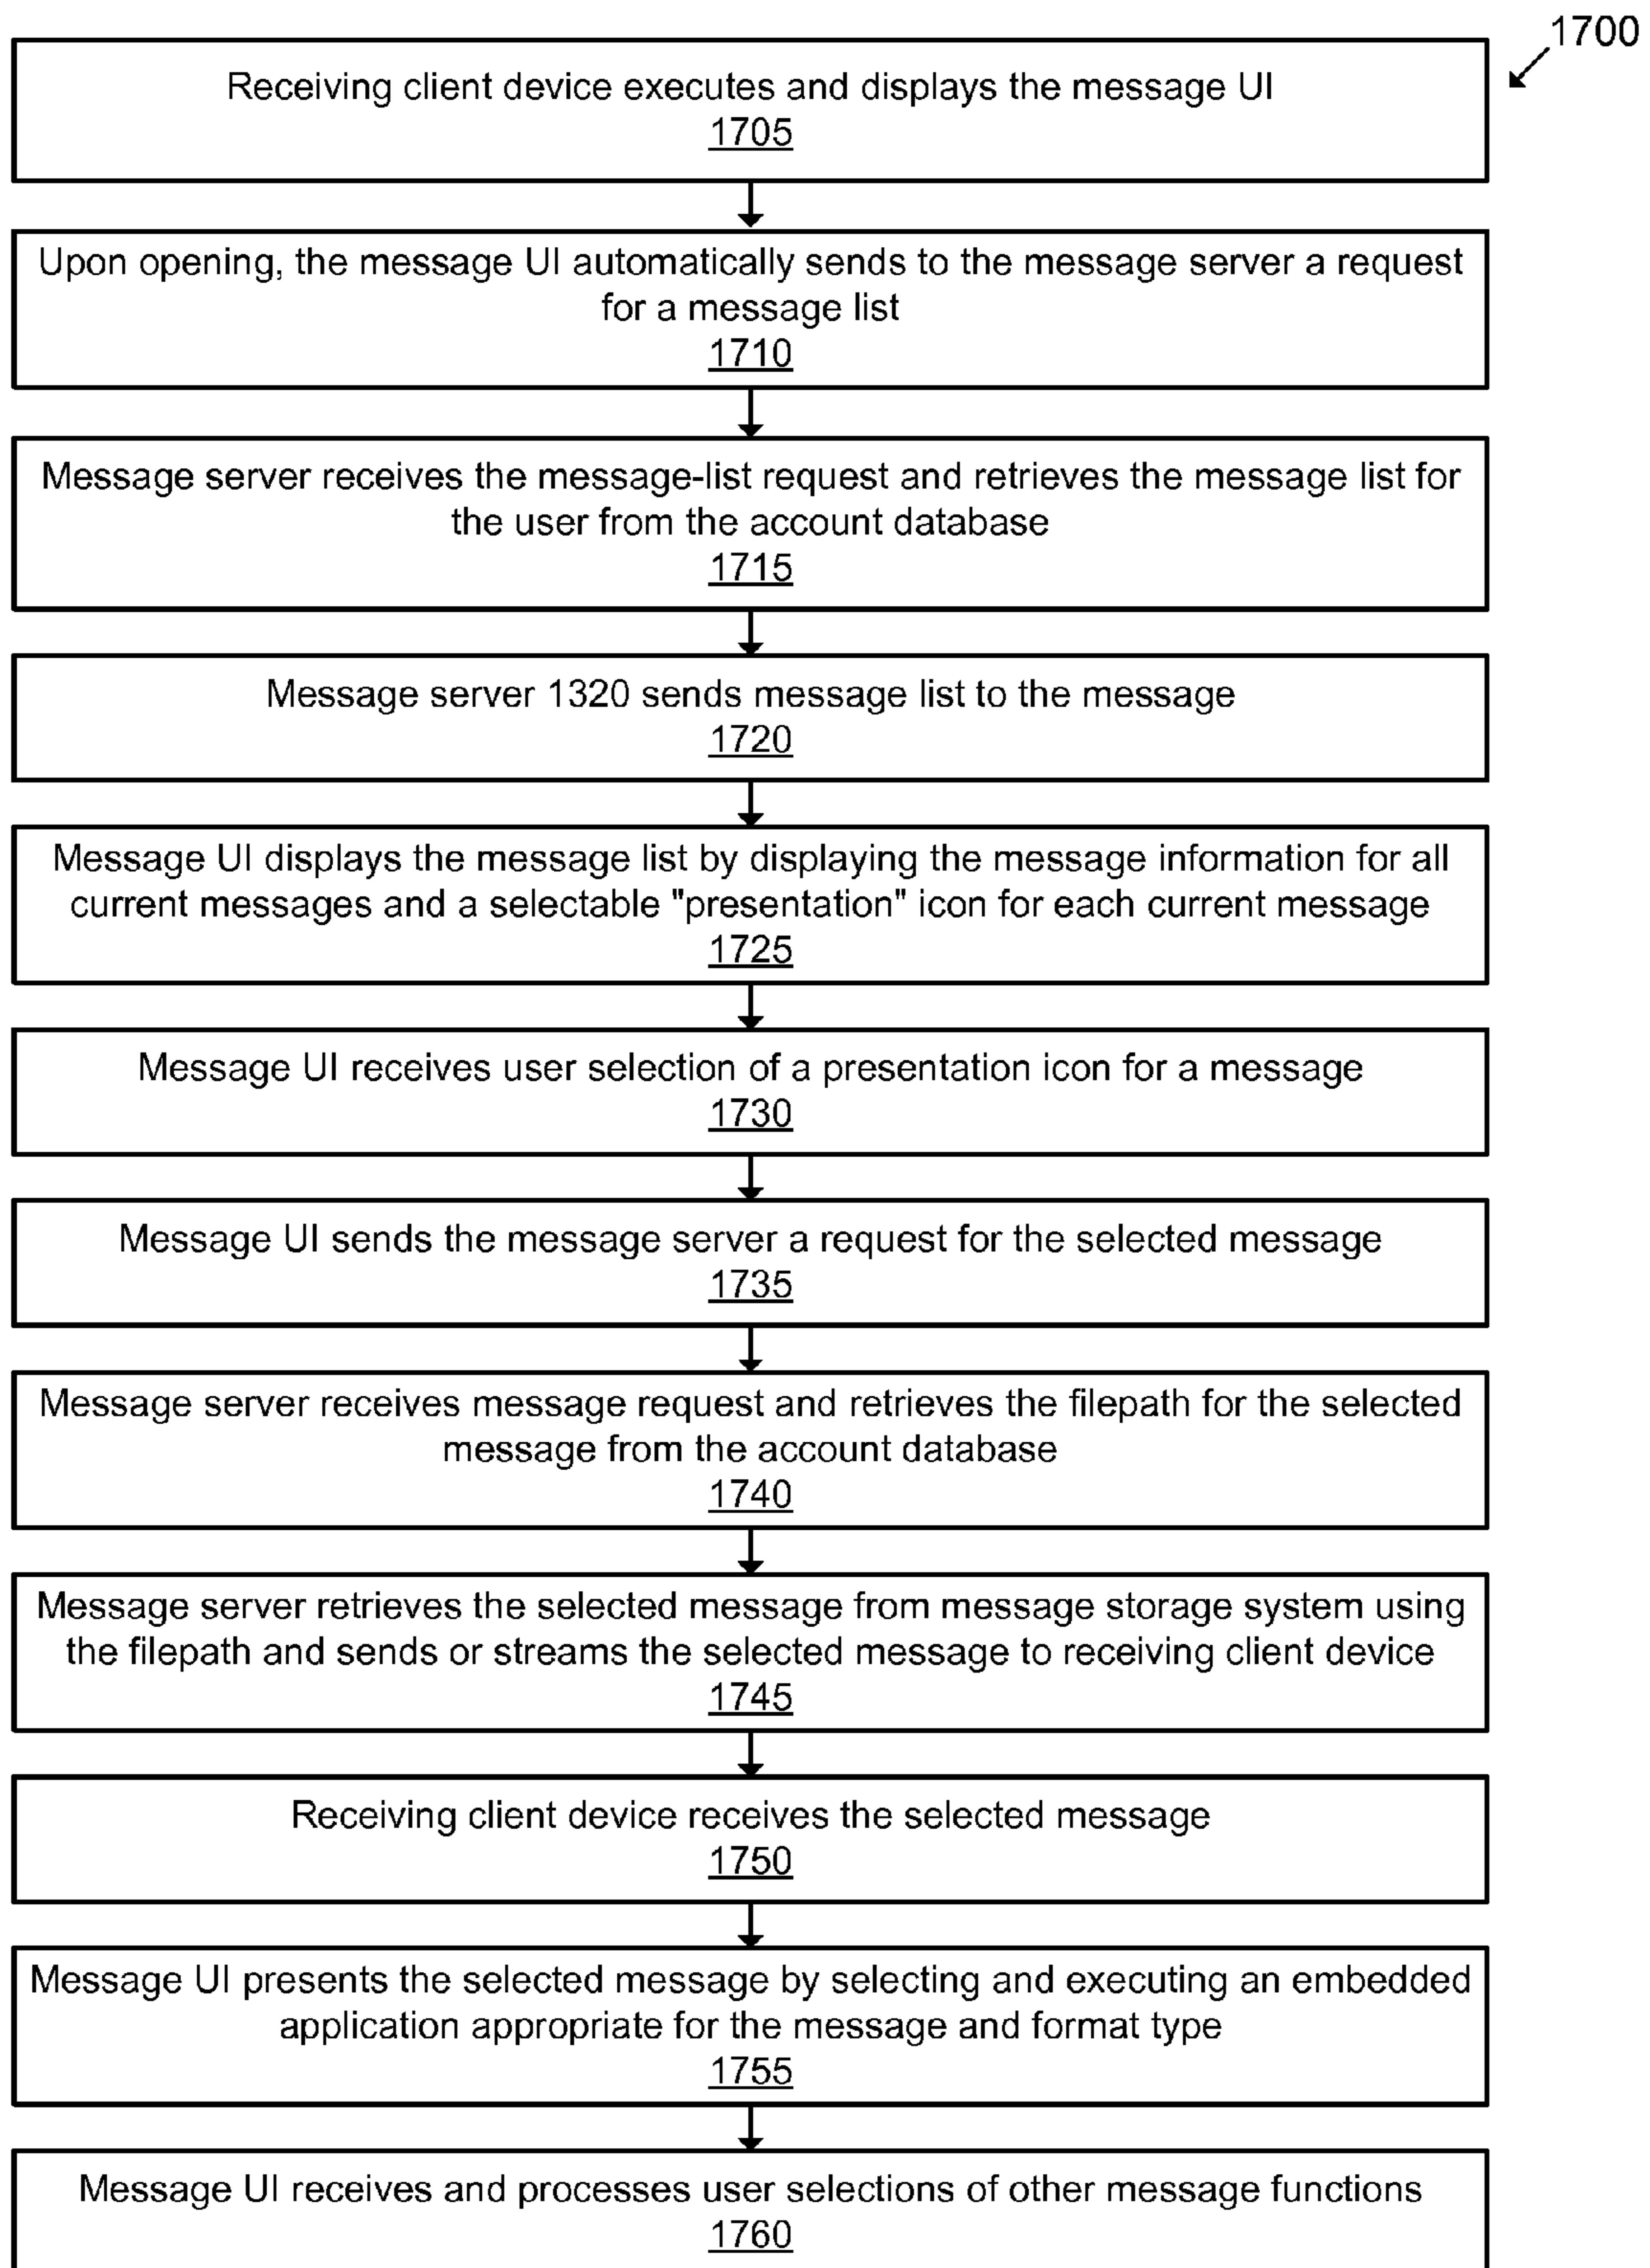 1700
Receiving client device executes and displays the message UI
1705
Upon opening, the message UI automatically sends to the message server a request
for a message list
1710
Message server receives the message-list request and retrieves the message list for
the user from the account database
1715
Message server 1320 sends message list to the message
1720
Message UI displays the message list by displaying the message information for all
current messages and a selectable "presentation" icon for each current message
1725
Message UI receives user selection of a presentation icon for a message
1730
Message UI sends the message server a request for the selected message
1735
Message server receives message request and retrieves the filepath for the selected
message from the account database
1740
Message server retrieves the selected message from message storage system using
the filepath and sends or streams the selected message to receiving client device
1745
Receiving client device receives the selected message
1750
Message UI presents the selected message by selecting and executing an embedded
application appropriate for the message and format type
1755
Message UI receives and processes user selections of other message functions
1760